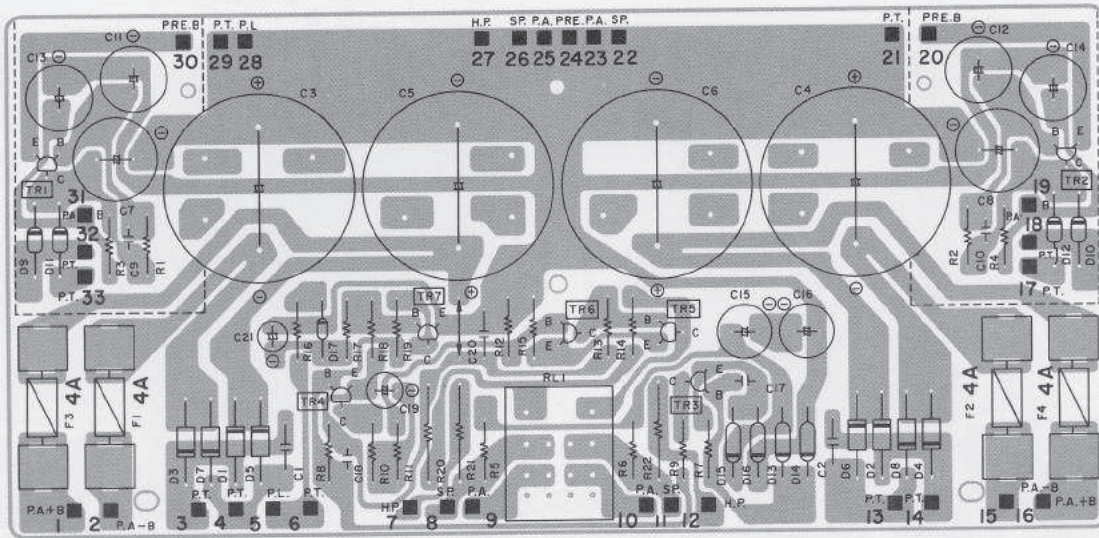 PRE.B P.T. P.L H.P. SP. P.A. PRE. P.A. SP. P.T. PRE.B
30 29 28 27 26 25 24 23 22 21 20
C13 C11 C3 C5 C6 C4 C12 C14
E B C B E C
TR1 TR2
31 19
P.A B C7 C8 P.A B
32 18
P.T P.T.
33 17
P.T. P.T.
D9 D11 R3 C9 R1 R2 C10 R4 D12 D10
TR7 TR6 TR5 C15 C16
B E C B C E B C E
C21 R16 D17 R17 R18 R19 C20 R12 R15 R13 R14
B E C RL1 C E B C17
TR4 C19 TR3
F3 4A F1 4A F2 4A F4 4A
D3 D7 D1 D5 C1 R8 C18 R10 R11 R20 R21 R5 R6 R22 R9 R7 D15 D16 D13 D14 C2 D6 D2 D8 D4
P.A+B P.A-B P.T. P.T. P.L. P.T. H.P. SP. P.A. P.A. SP. H.P. P.T. P.T. P.A.-B P.A.+B
1 2 3 4 5 6 7 8 9 10 11 12 13 14 15 16